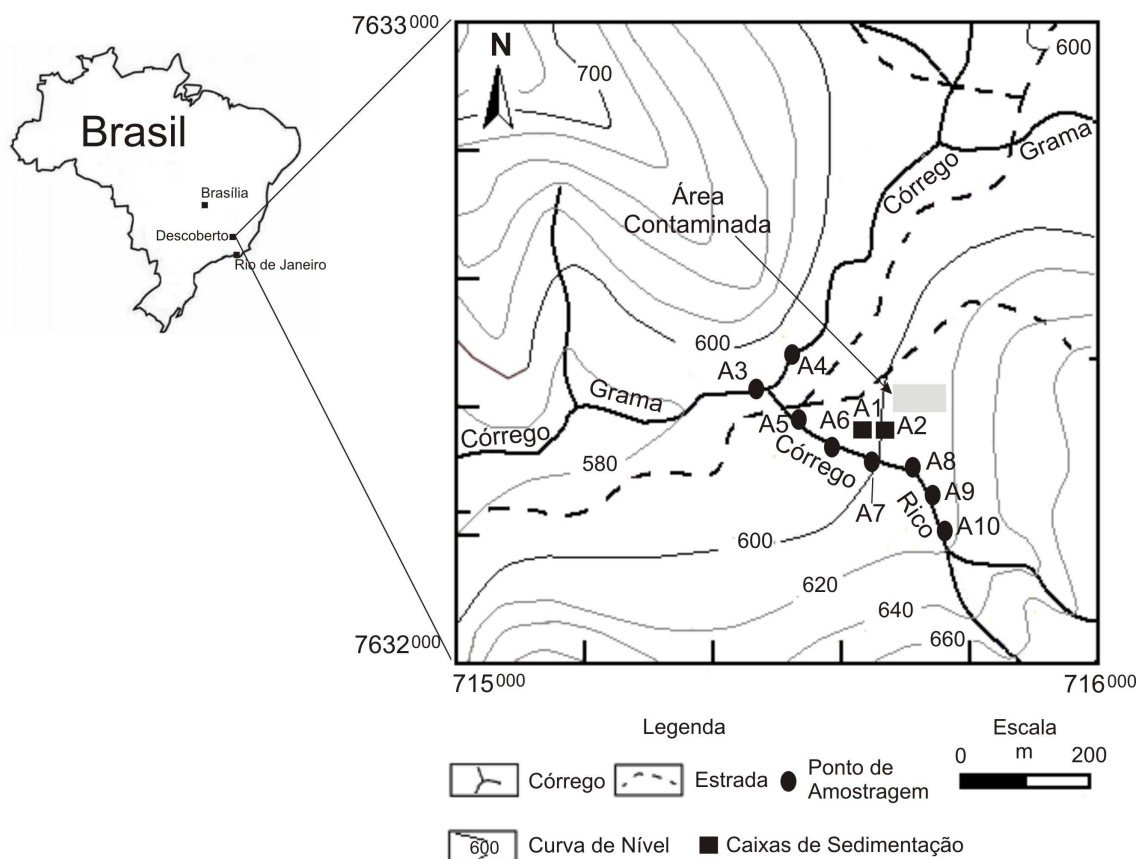 Brasil
Brasília
Descoberto
Rio de Janeiro
7633000
7632000
715000
716000
N
700
600
Grama
Córrego
Área
Contaminada
600
A3
A4
Grama
Córrego
A5
A6
A1
A2
580
Córrego
A7
A8
A9
Rico
A10
600
620
640
660
Legenda
Escala
0 m 200
Córrego
Estrada
Ponto de
Amostragem
600
Curva de Nível
Caixas de Sedimentação